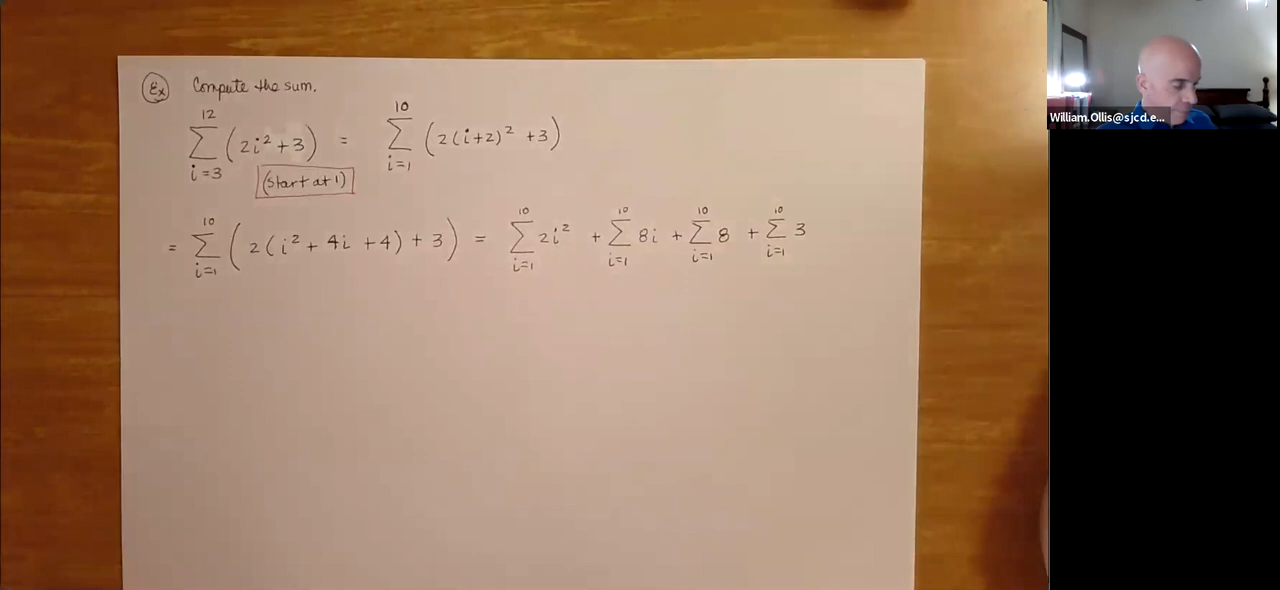 Ex Compute the sum.
12 ∑ i=3 (2i² + 3) = 10 ∑ i=1 (2(i+2)² + 3)
(start at 1)
= 10 ∑ i=1 (2(i² + 4i + 4) + 3) = 10 ∑ i=1 2i² + 10 ∑ i=1 8i + 10 ∑ i=1 8 + 10 ∑ i=1 3
William.Ollis@sjcd.e...